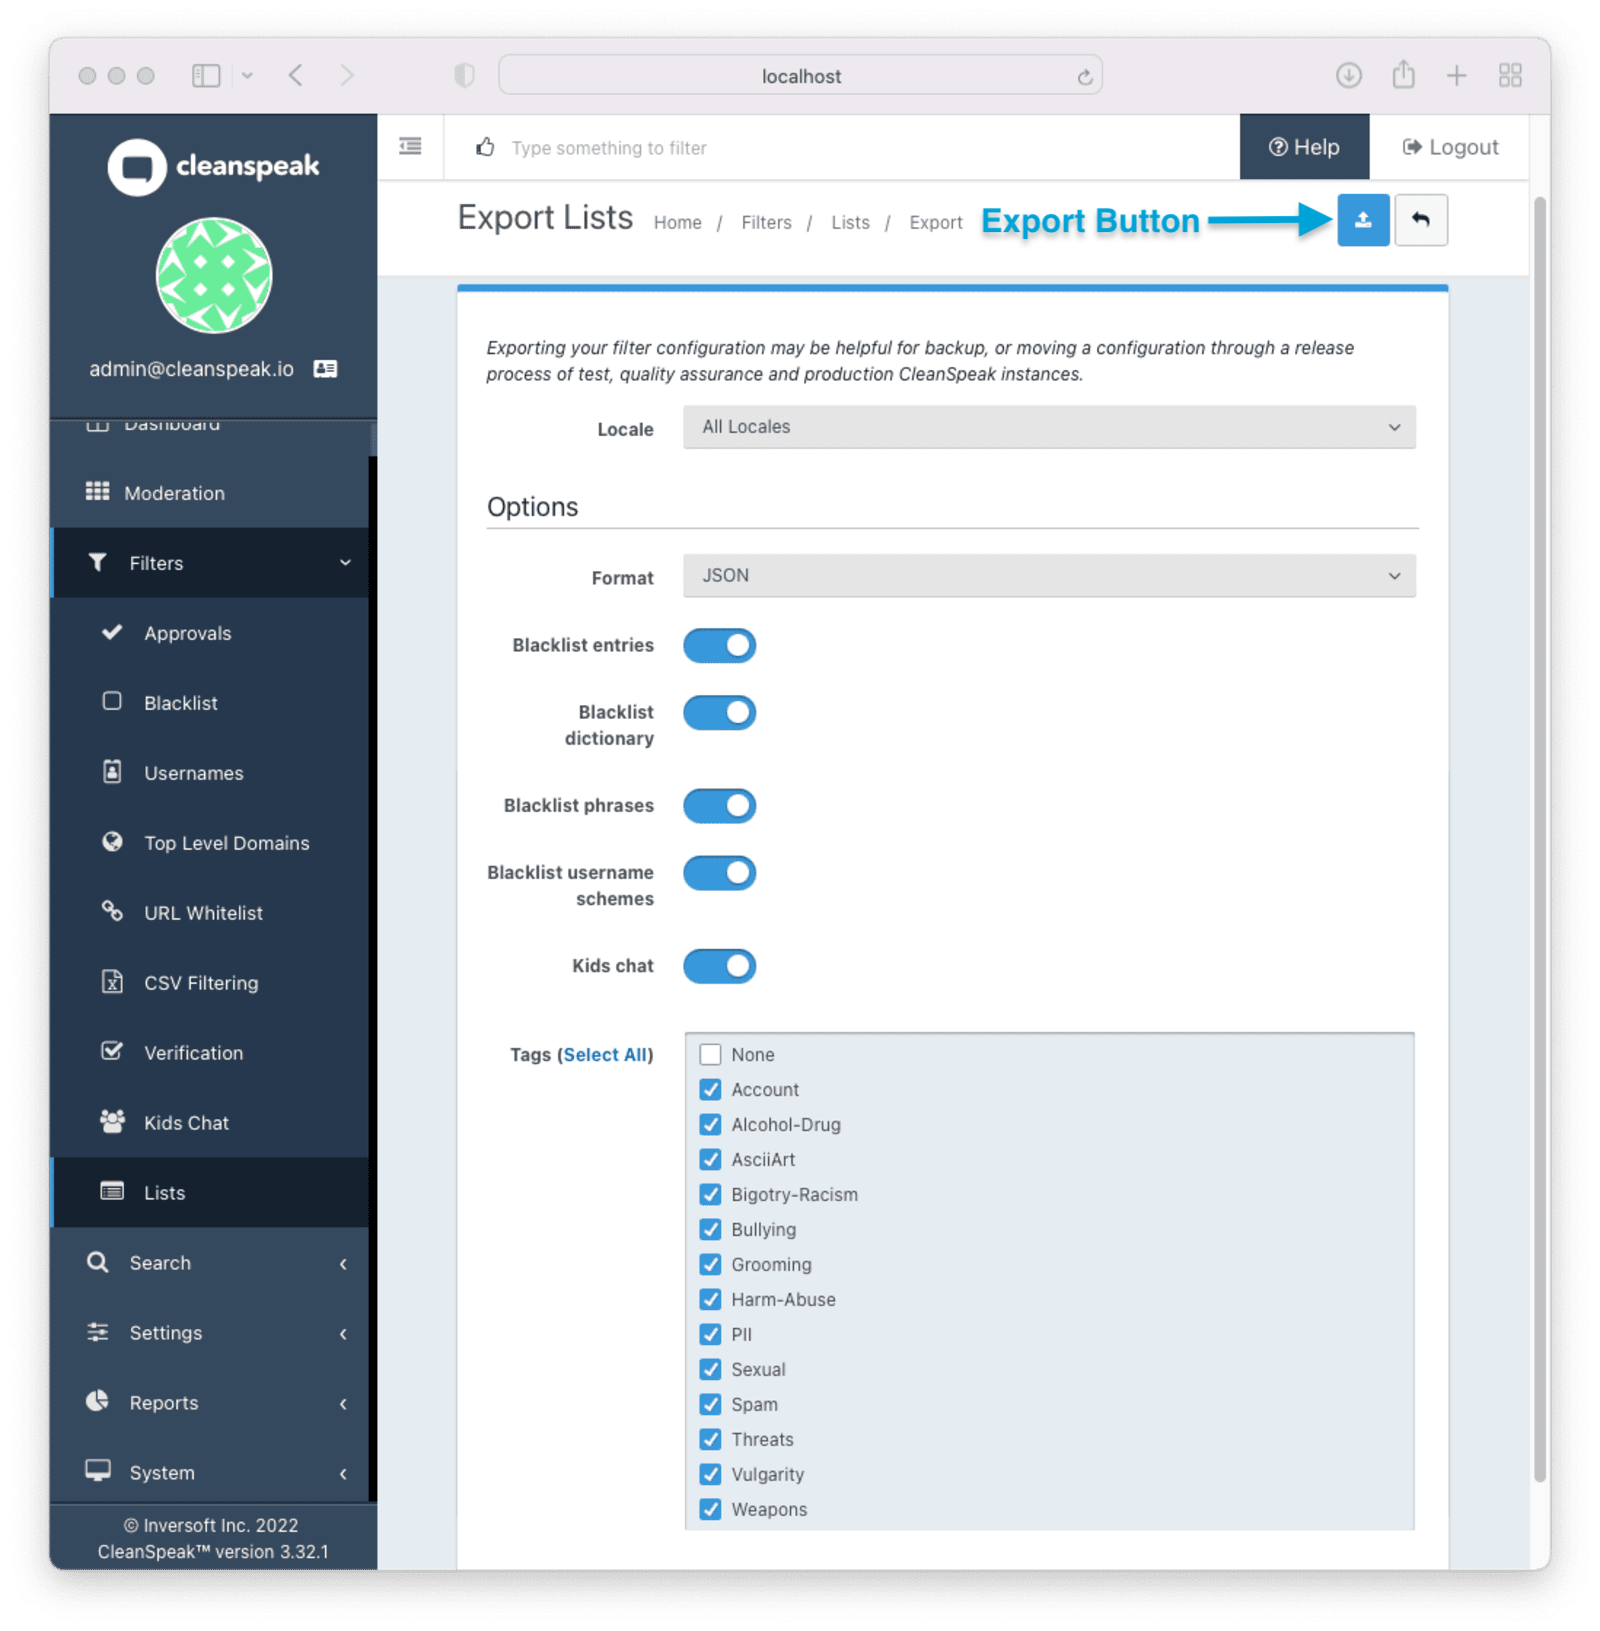 localhost
cleanspeak
Type something to filter
Help
Logout
Export Lists
Home / Filters / Lists / Export
Export Button
admin@cleanspeak.io
Dashboard
Moderation
Filters
Approvals
Blacklist
Usernames
Top Level Domains
URL Whitelist
CSV Filtering
Verification
Kids Chat
Lists
Search
Settings
Reports
System
© Inversoft Inc. 2022
CleanSpeak™ version 3.32.1
Exporting your filter configuration may be helpful for backup, or moving a configuration through a release
process of test, quality assurance and production CleanSpeak instances.
Locale
All Locales
Options
Format
JSON
Blacklist entries
Blacklist
dictionary
Blacklist phrases
Blacklist username
schemes
Kids chat
Tags (Select All)
None
Account
Alcohol-Drug
AsciiArt
Bigotry-Racism
Bullying
Grooming
Harm-Abuse
PII
Sexual
Spam
Threats
Vulgarity
Weapons